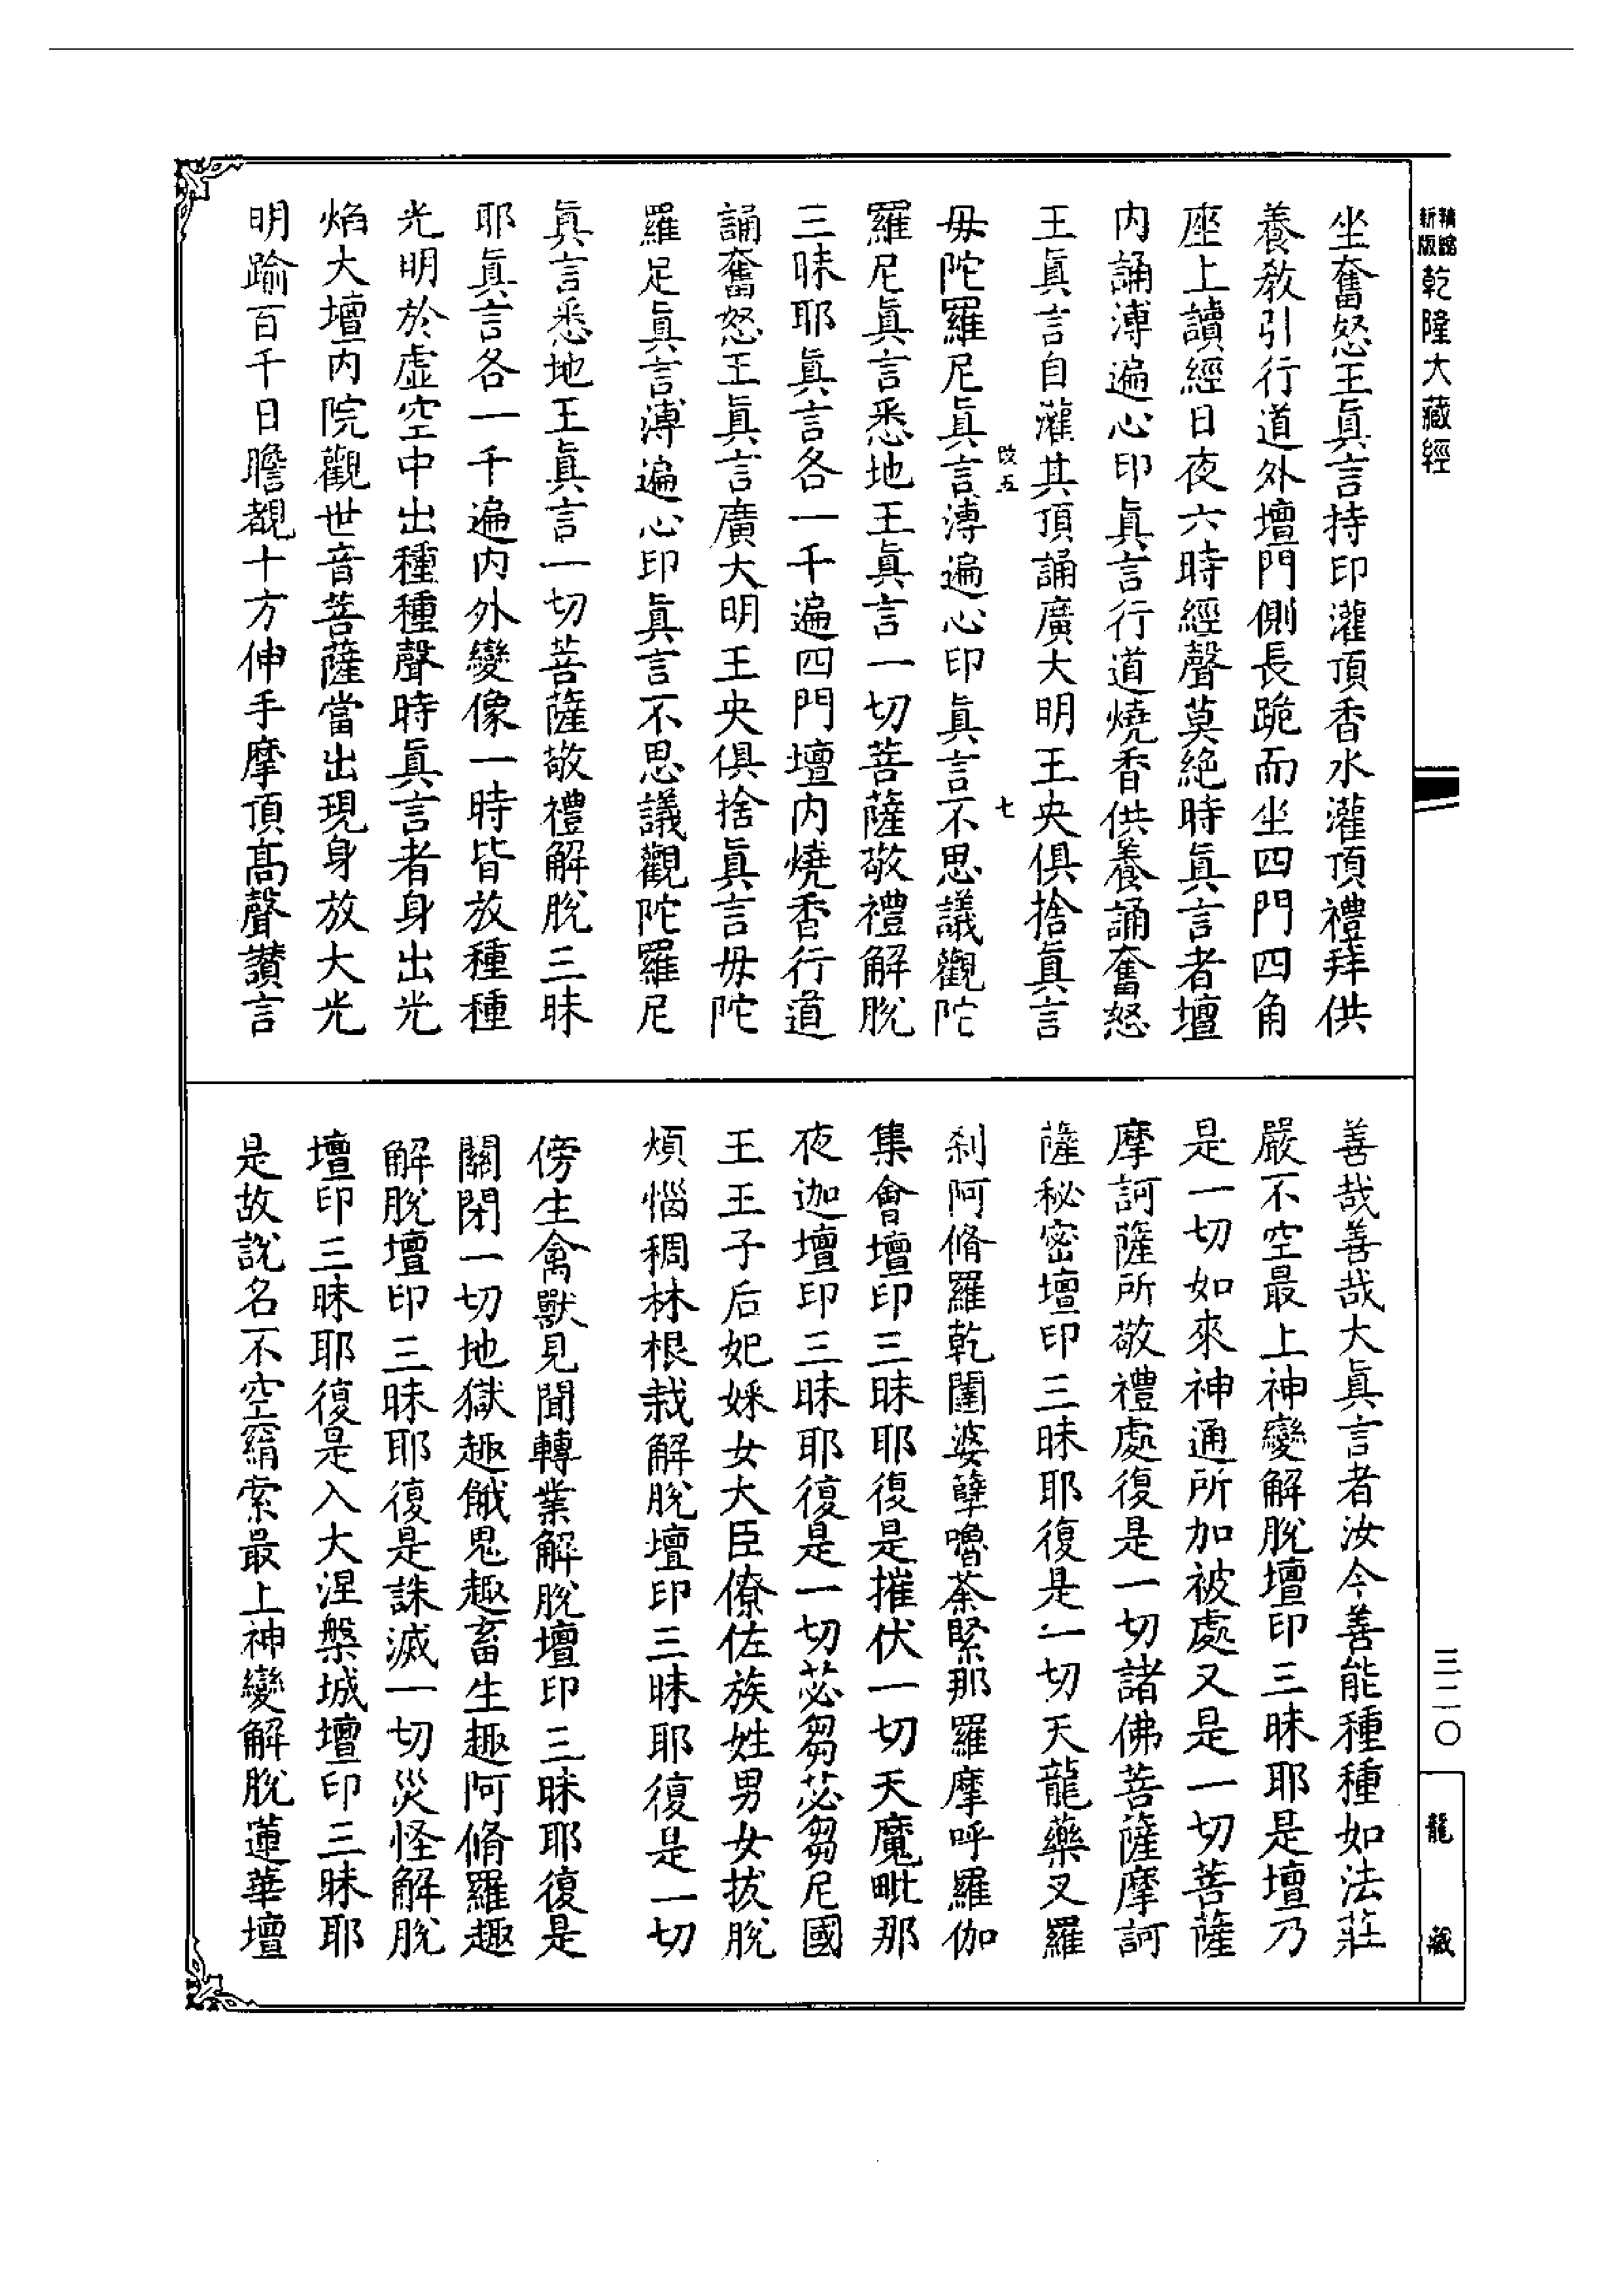 新版精縮乾隆大藏經
坐奮怒王真言持印灌頂香水灌頂禮拜供
養教引行道外壇門側長跪而坐四門四角
座上讀經日夜六時經聲莫絕時真言者壇
內誦溥遍心印真言行道燒香供養誦奮怒
王真言自灌其頂誦廣大明王央俱捨真言
改五 七
毋陀羅尼真言溥遍心印真言不思議觀陀
羅尼真言悉地王真言一切菩薩敬禮解脫
三昧耶真言各一千遍四門壇內燒香行道
誦奮怒王真言廣大明王央俱捨真言毋陀
羅尼真言溥遍心印真言不思議觀陀羅尼
真言悉地王真言一切菩薩敬禮解脫三昧
耶真言各一千遍內外變像一時皆放種種
光明於虛空中出種種聲時真言者身出光
焰大壇內院觀世音菩薩當出現身放大光
明踰百千日瞻覩十方伸手摩頂髙聲讚言
善哉善哉大真言者汝今善能種種如法莊
嚴不空最上神變解脫壇印三昧耶是壇乃
是一切如來神通所加被處又是一切菩薩
摩訶薩所敬禮處復是一切諸佛菩薩摩訶
薩秘密壇印三昧耶復是一切天龍藥叉羅
剎阿脩羅乾闥婆孽嚕荼緊那羅摩呼羅伽
集會壇印三昧耶復是摧伏一切天魔毗那
夜迦壇印三昧耶復是一切苾芻苾芻尼國
王王子后妃婇女大臣僚佐族姓男女拔脫
煩惱稠林根栽解脫壇印三昧耶復是一切
傍生禽獸見聞轉業解脫壇印三昧耶復是
關閉一切地獄趣餓鬼趣畜生趣阿脩羅趣
解脫壇印三昧耶復是誅滅一切災怪解脫
壇印三昧耶復是入大涅槃城壇印三昧耶
是故說名不空羂索最上神變解脫蓮華壇
三二〇
龍藏